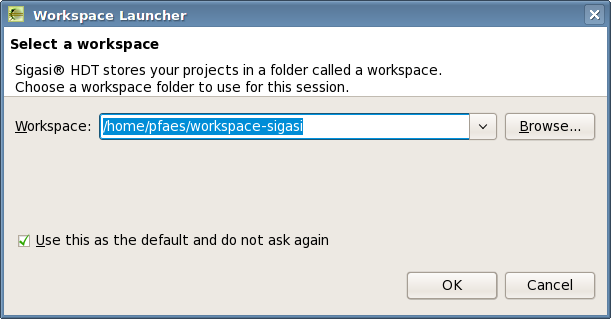 Workspace Launcher
Select a workspace
Sigasi® HDT stores your projects in a folder called a workspace.
Choose a workspace folder to use for this session.
Workspace: /home/pfaes/workspace-sigasi Browse...
Use this as the default and do not ask again
OK Cancel